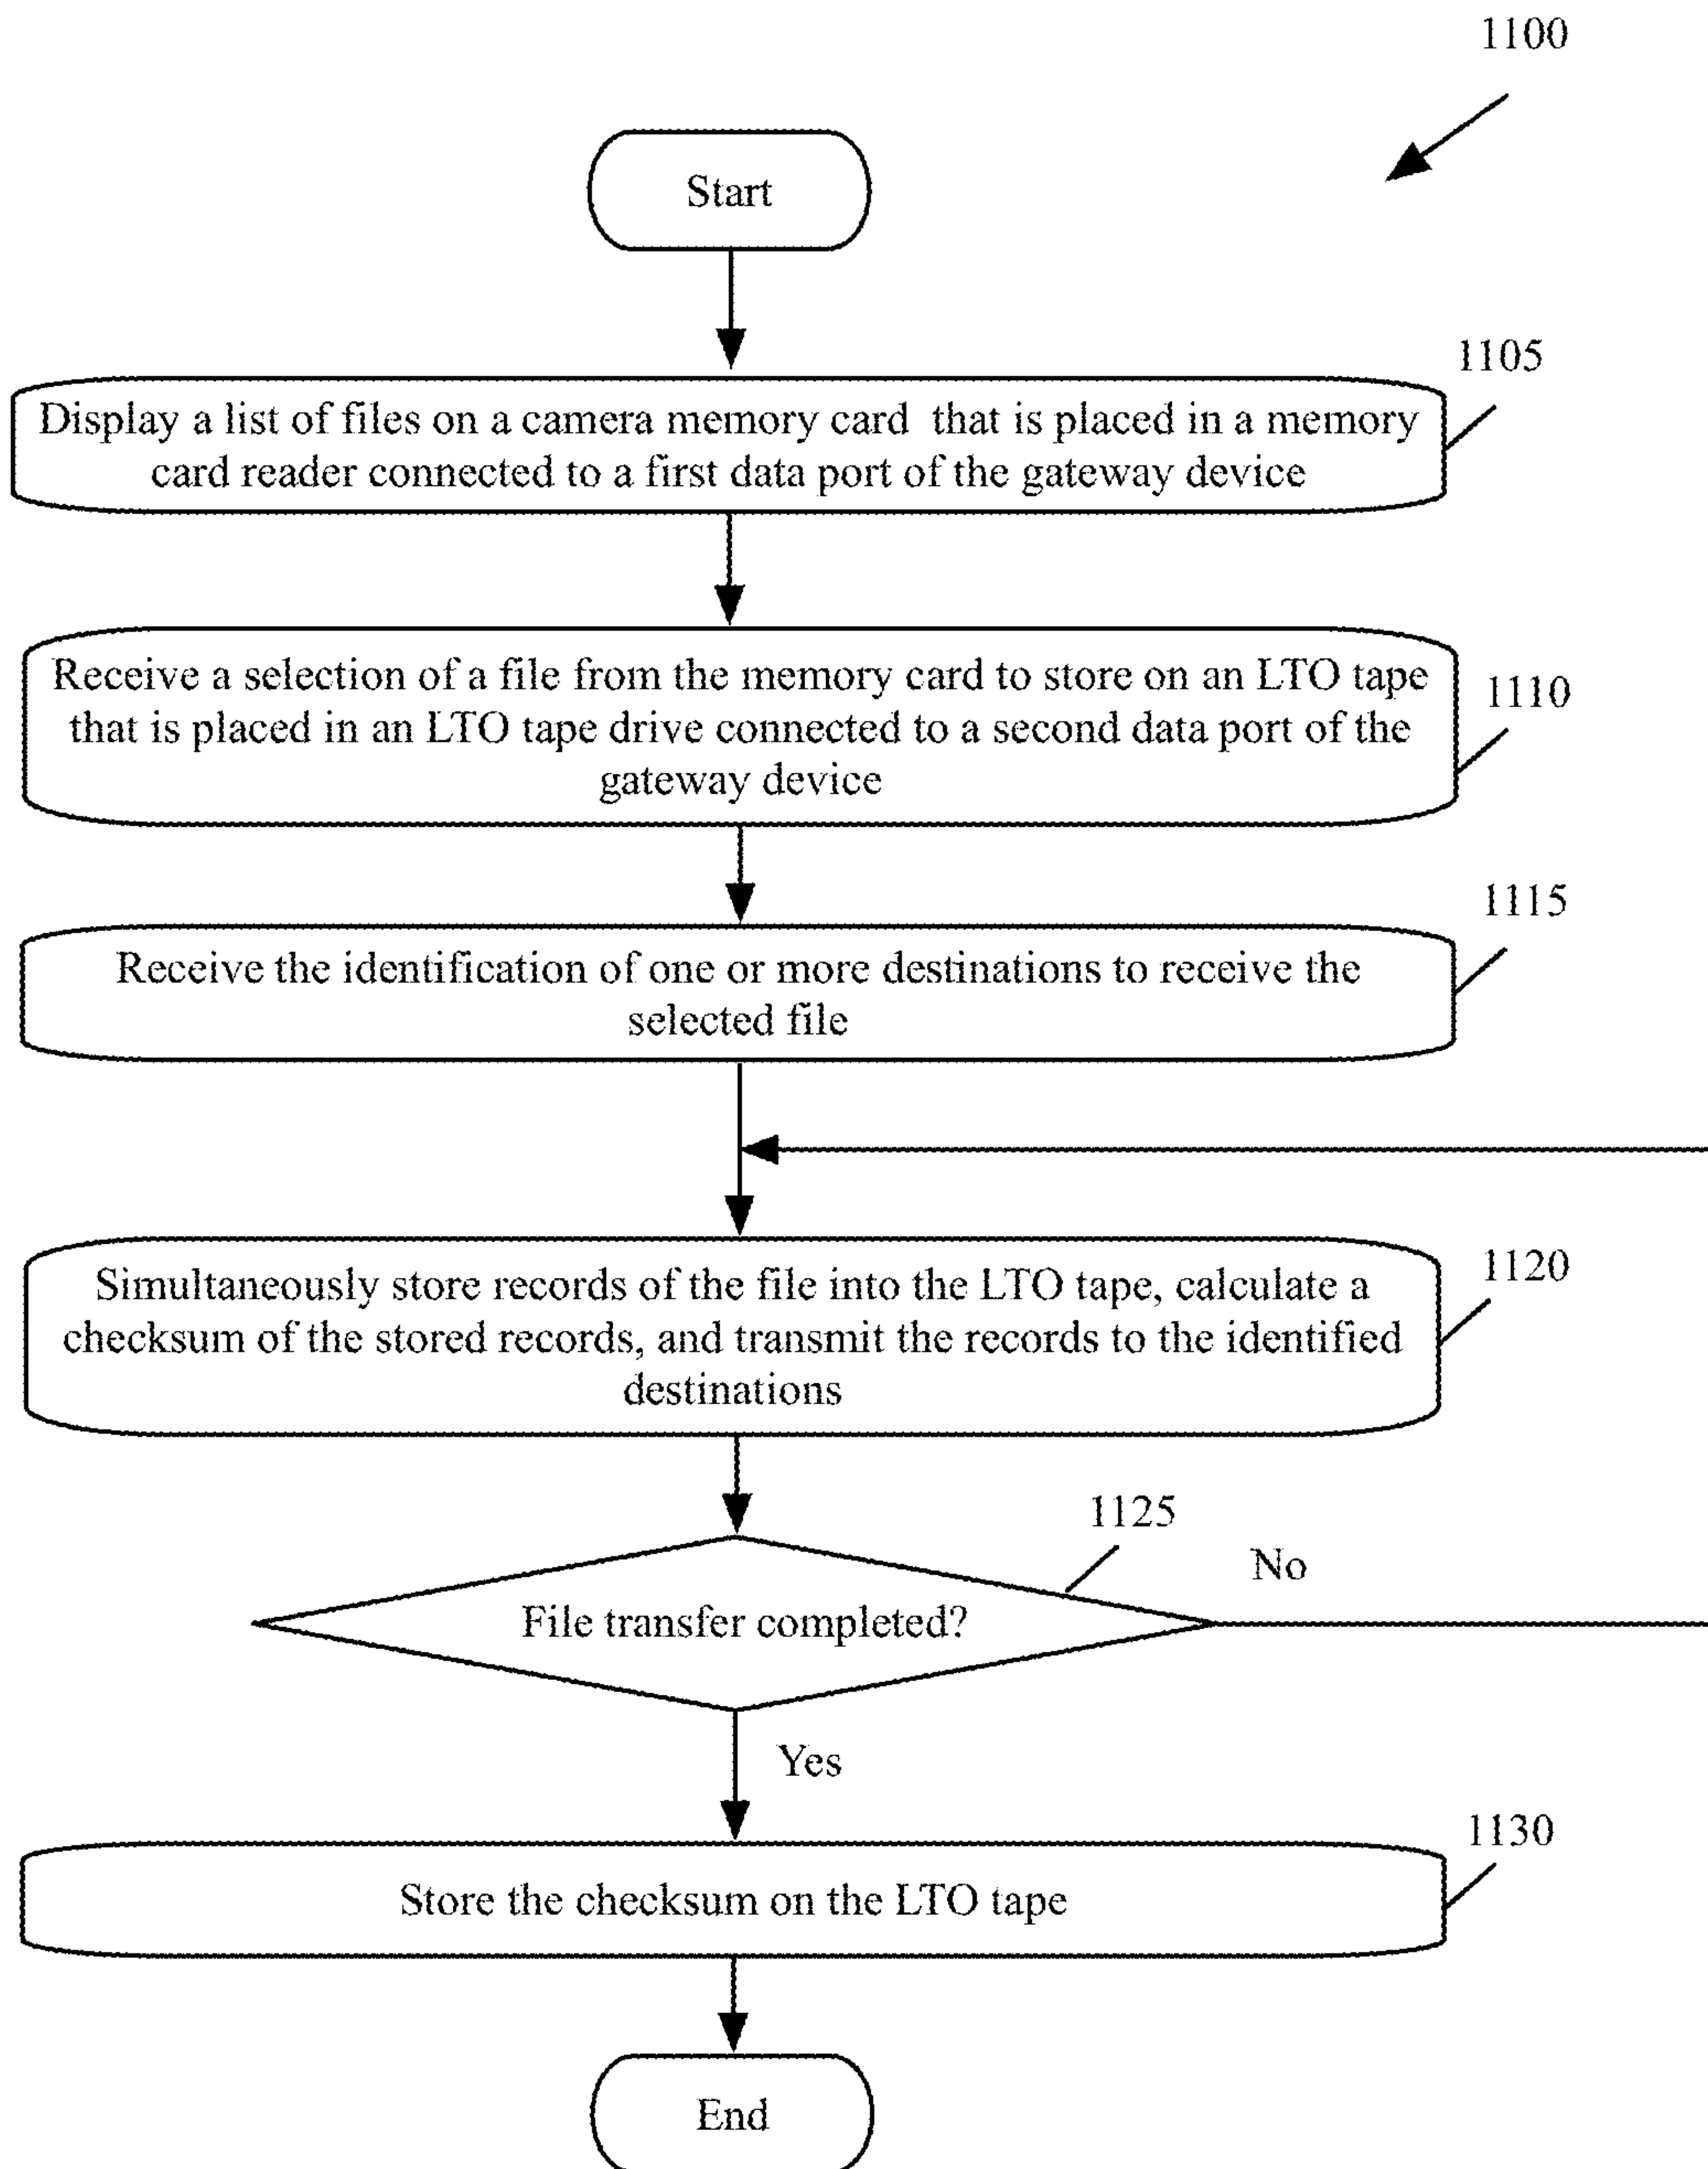 1100
Start
1105
Display a list of files on a camera memory card that is placed in a memory
card reader connected to a first data port of the gateway device
Receive a selection of a file from the memory card to store on an LTO tape
that is placed in an LTO tape drive connected to a second data port of the
gateway device
1110
1115
Receive the identification of one or more destinations to receive the
selected file
1120
Simultaneously store records of the file into the LTO tape, calculate a
checksum of the stored records, and transmit the records to the identified
destinations
1125
No
File transfer completed?
Yes
1130
Store the checksum on the LTO tape
End